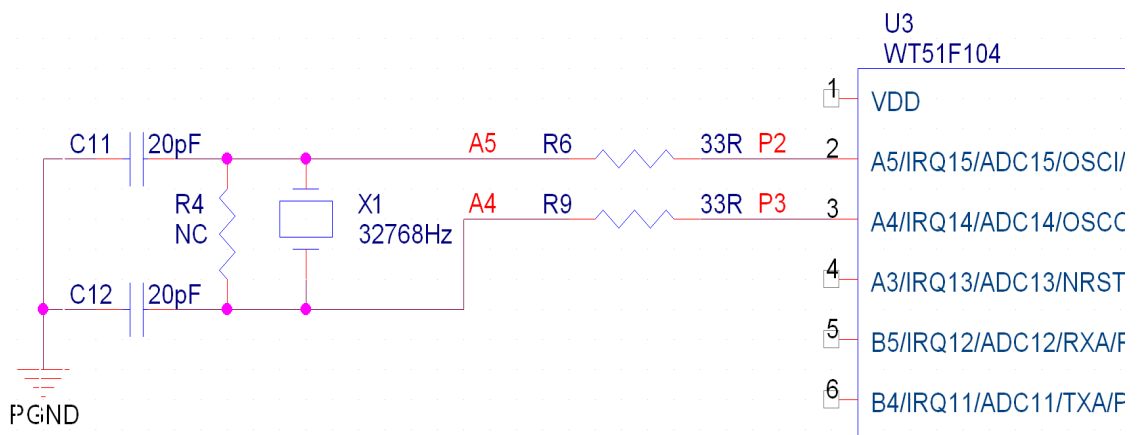 U3
WT51F104
1
VDD
C11 20pF
A5 R6 33R P2
2
A5/IRQ15/ADC15/OSCI/
R4
NC
X1
32768Hz
A4 R9 33R P3
3
A4/IRQ14/ADC14/OSCO
4
A3/IRQ13/ADC13/NRST
C12 20pF
5
B5/IRQ12/ADC12/RXA/P
6
B4/IRQ11/ADC11/TXA/P
PGND